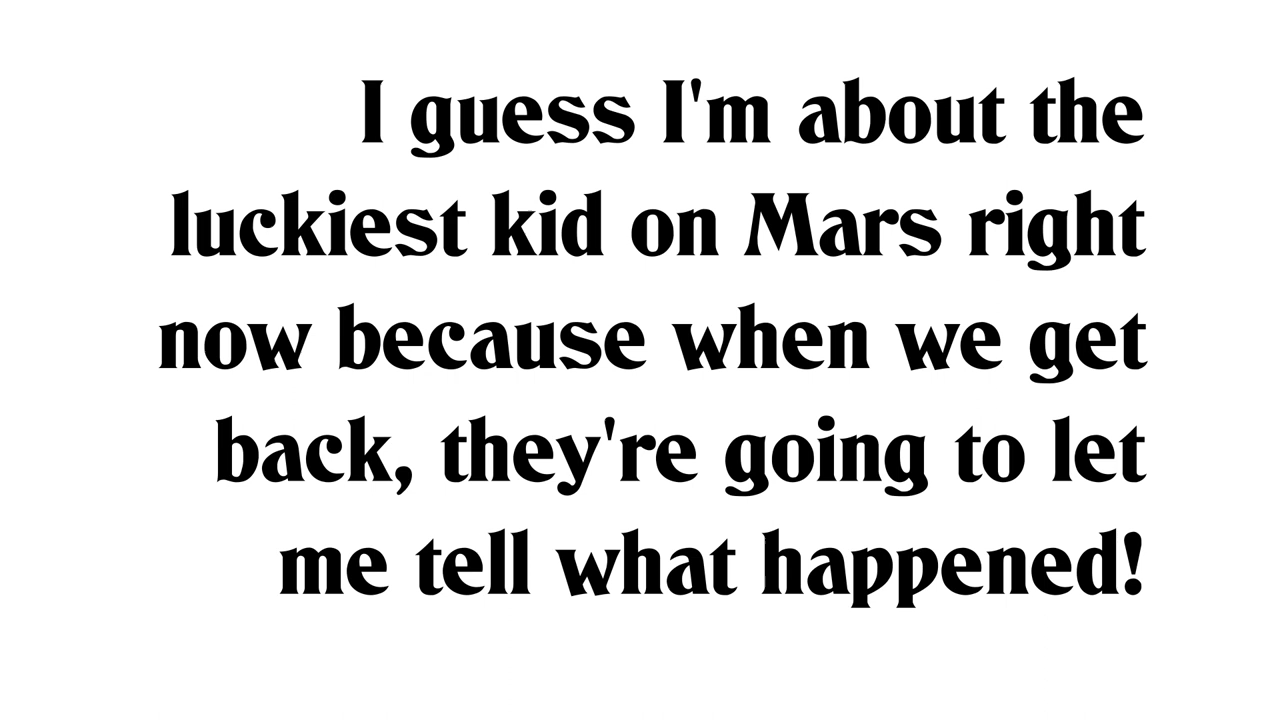 I guess I'm about the
luckiest kid on Mars right
now because when we get
back, they're going to let
me tell what happened!